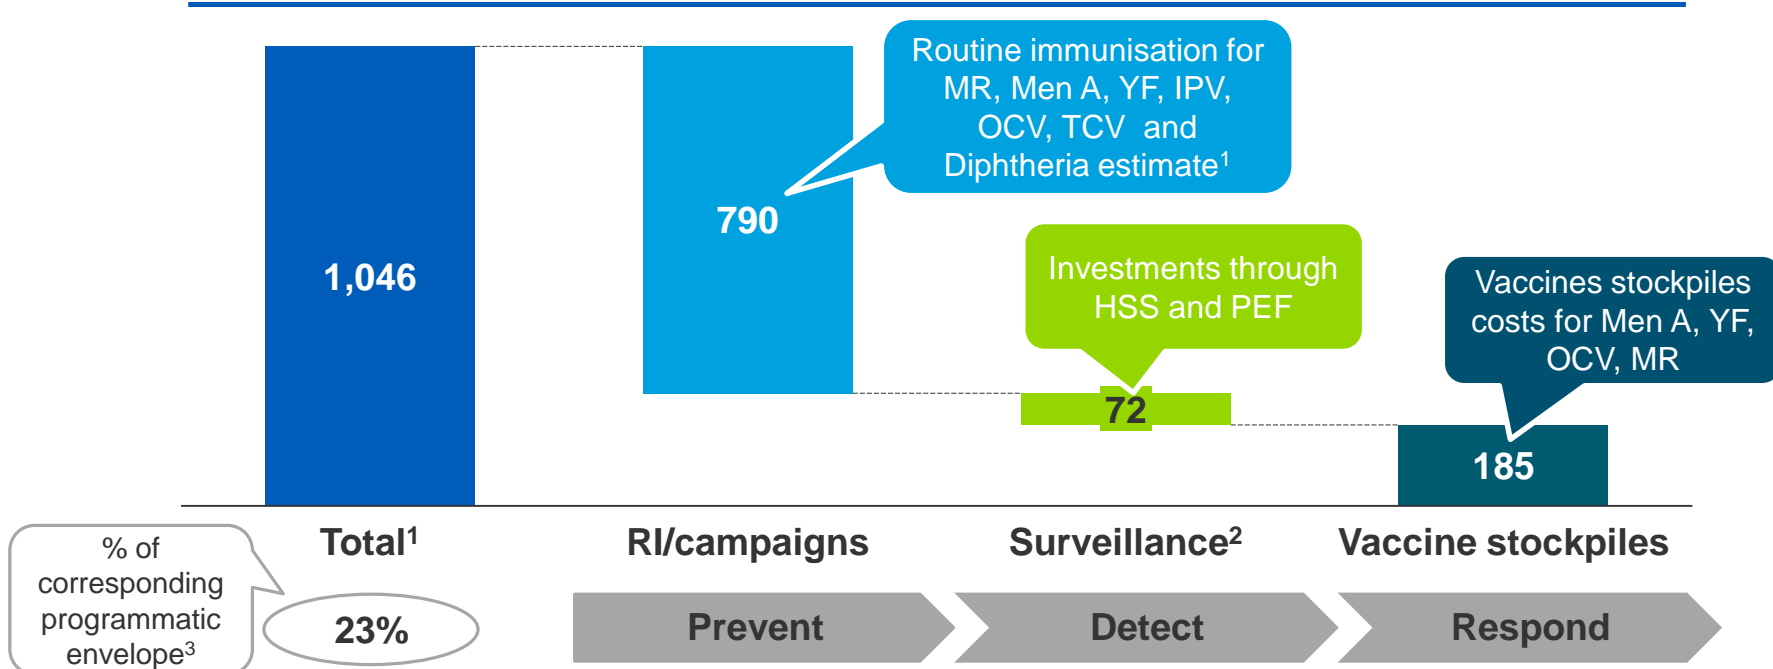 Routine immunisation for
MR, Men A, YF, IPV,
OCV, TCV and
Diphtheria estimate¹
790
1,046
Investments through
HSS and PEF
Vaccines stockpiles
costs for Men A, YF,
OCV, MR
72
185
Total¹
RI/campaigns
Surveillance²
Vaccine stockpiles
% of
corresponding
programmatic
envelope³
23%
Prevent
Detect
Respond